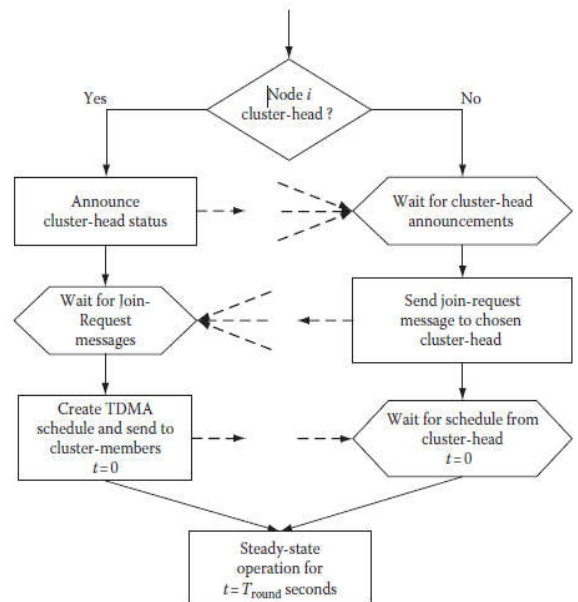 Node i
cluster-head ?
Yes
No
Announce
cluster-head status
Wait for cluster-head
announcements
Wait for Join-
Request
messages
Send join-request
message to chosen
cluster-head
Create TDMA
schedule and send to
cluster-members
t = 0
Wait for schedule from
cluster-head
t = 0
Steady-state
operation for
t = Tround seconds